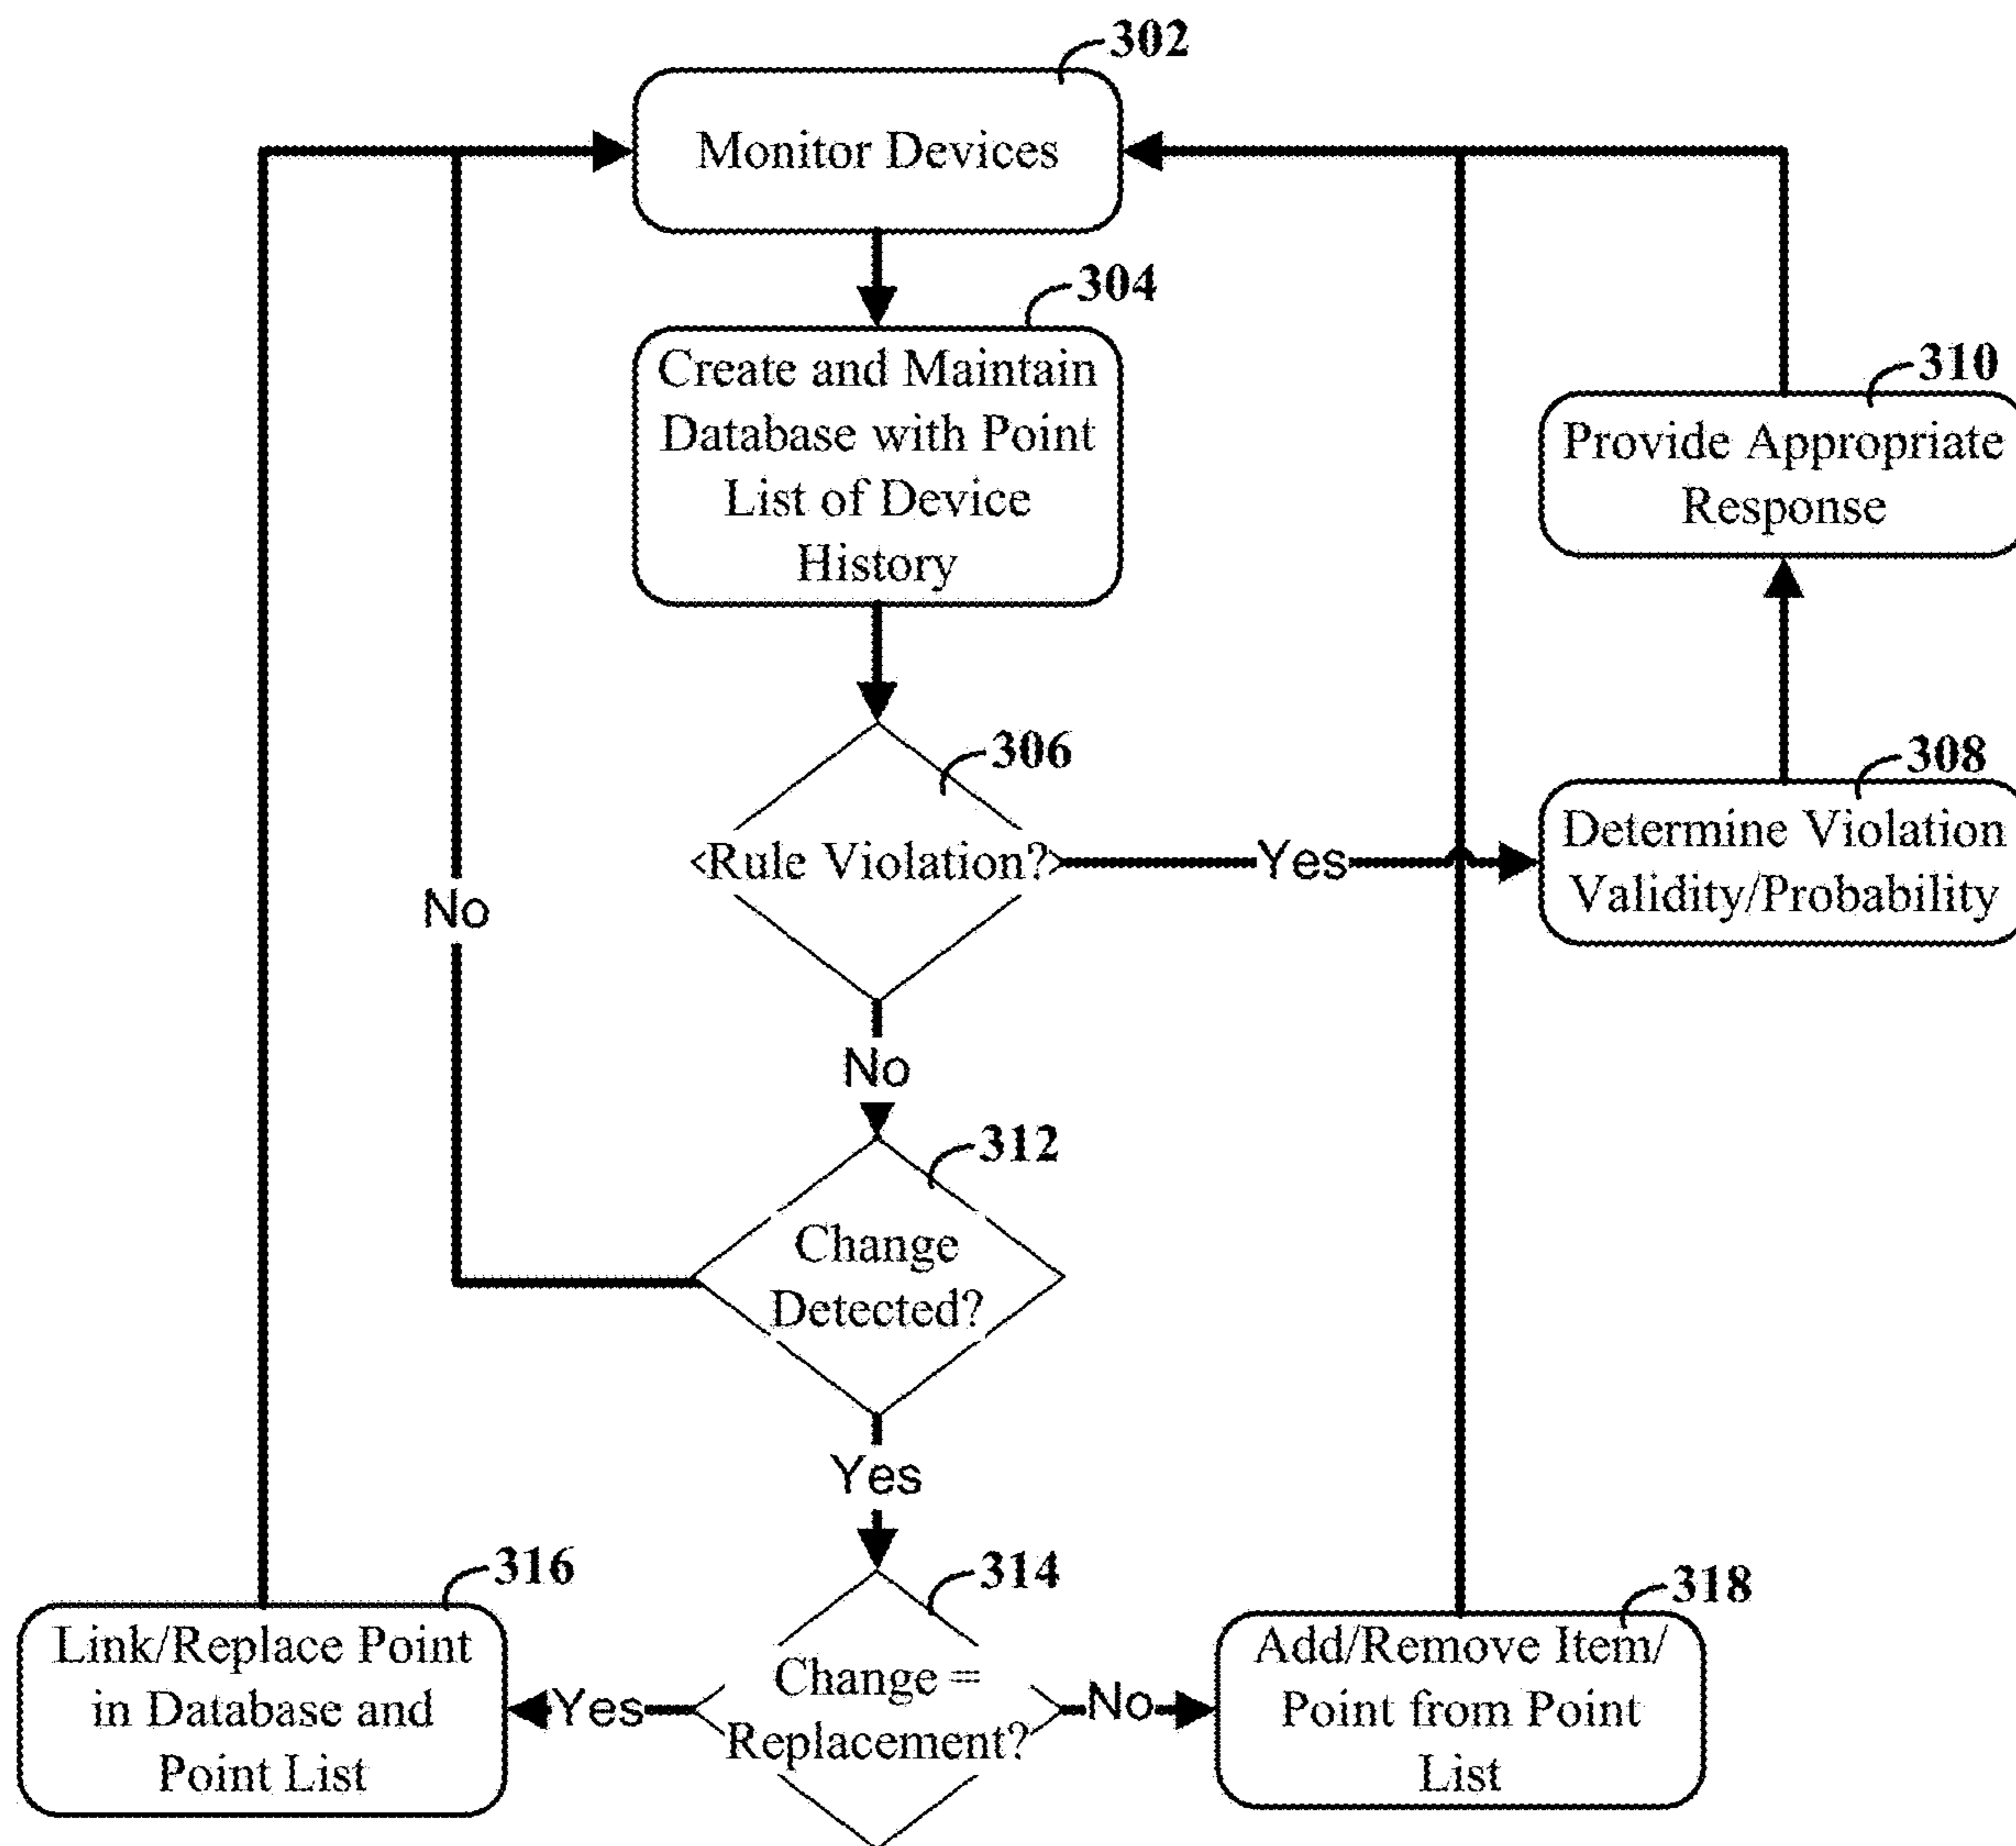 302
Monitor Devices
304
Create and Maintain
Database with Point
List of Device
History
310
Provide Appropriate
Response
306
Rule Violation?
Yes
308
Determine Violation
Validity/Probability
No
No
312
Change
Detected?
Yes
314
Change =
Replacement?
Yes
No
316
Link/Replace Point
in Database and
Point List
318
Add/Remove Item/
Point from Point
List